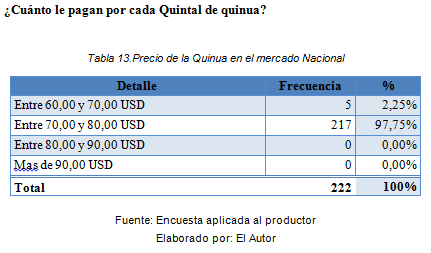 ¿Cuánto le pagan por cada Quintal de quinua?
Tabla 13.Precio de la Quinua en el mercado Nacional
Detalle Frecuencia %
Entre 60,00 y 70,00 USD 5 2,25%
Entre 70,00 y 80,00 USD 217 97,75%
Entre 80,00 y 90,00 USD 0 0,00%
Mas de 90,00 USD 0 0,00%
Total 222 100%
Fuente: Encuesta aplicada al productor
Elaborado por: El Autor